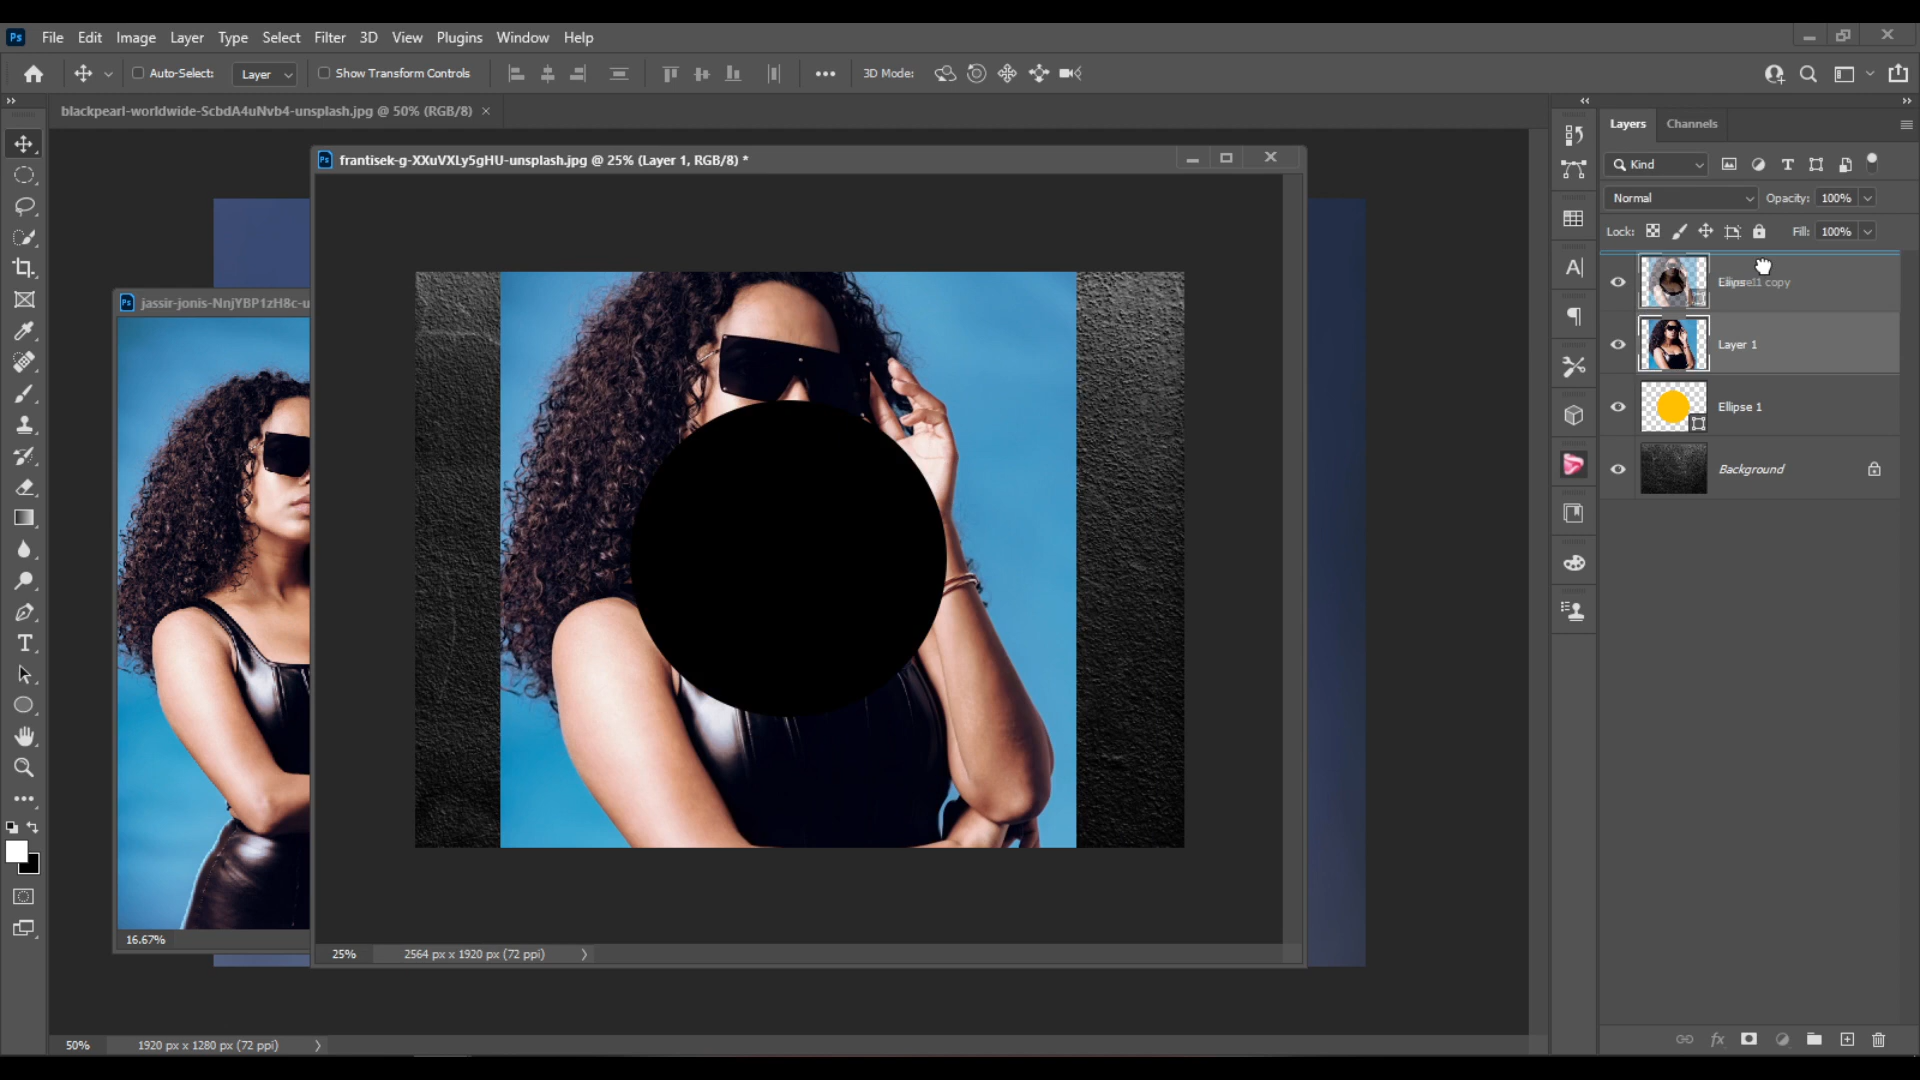 Ps File Edit Image Layer Type Select Filter 3D View Plugins Window Help
Auto-Select: Layer Show Transform Controls 3D Mode:
blackpearl-worldwide-ScbdA4uNvb4-unsplash.jpg @ 50% (RGB/8) ×
Layers Channels
Ps frantisek-g-XXuVXLy5gHU-unsplash.jpg @ 25% (Layer 1, RGB/8) *
Kind
Normal Opacity: 100%
Lock: Fill: 100%
Ps jassir-jonis-NnjYBP1zH8c-u
Layer 1
Ellipse 1
Background
16.67%
25% 2564 px x 1920 px (72 ppi)
50% 1920 px x 1280 px (72 ppi)
fx